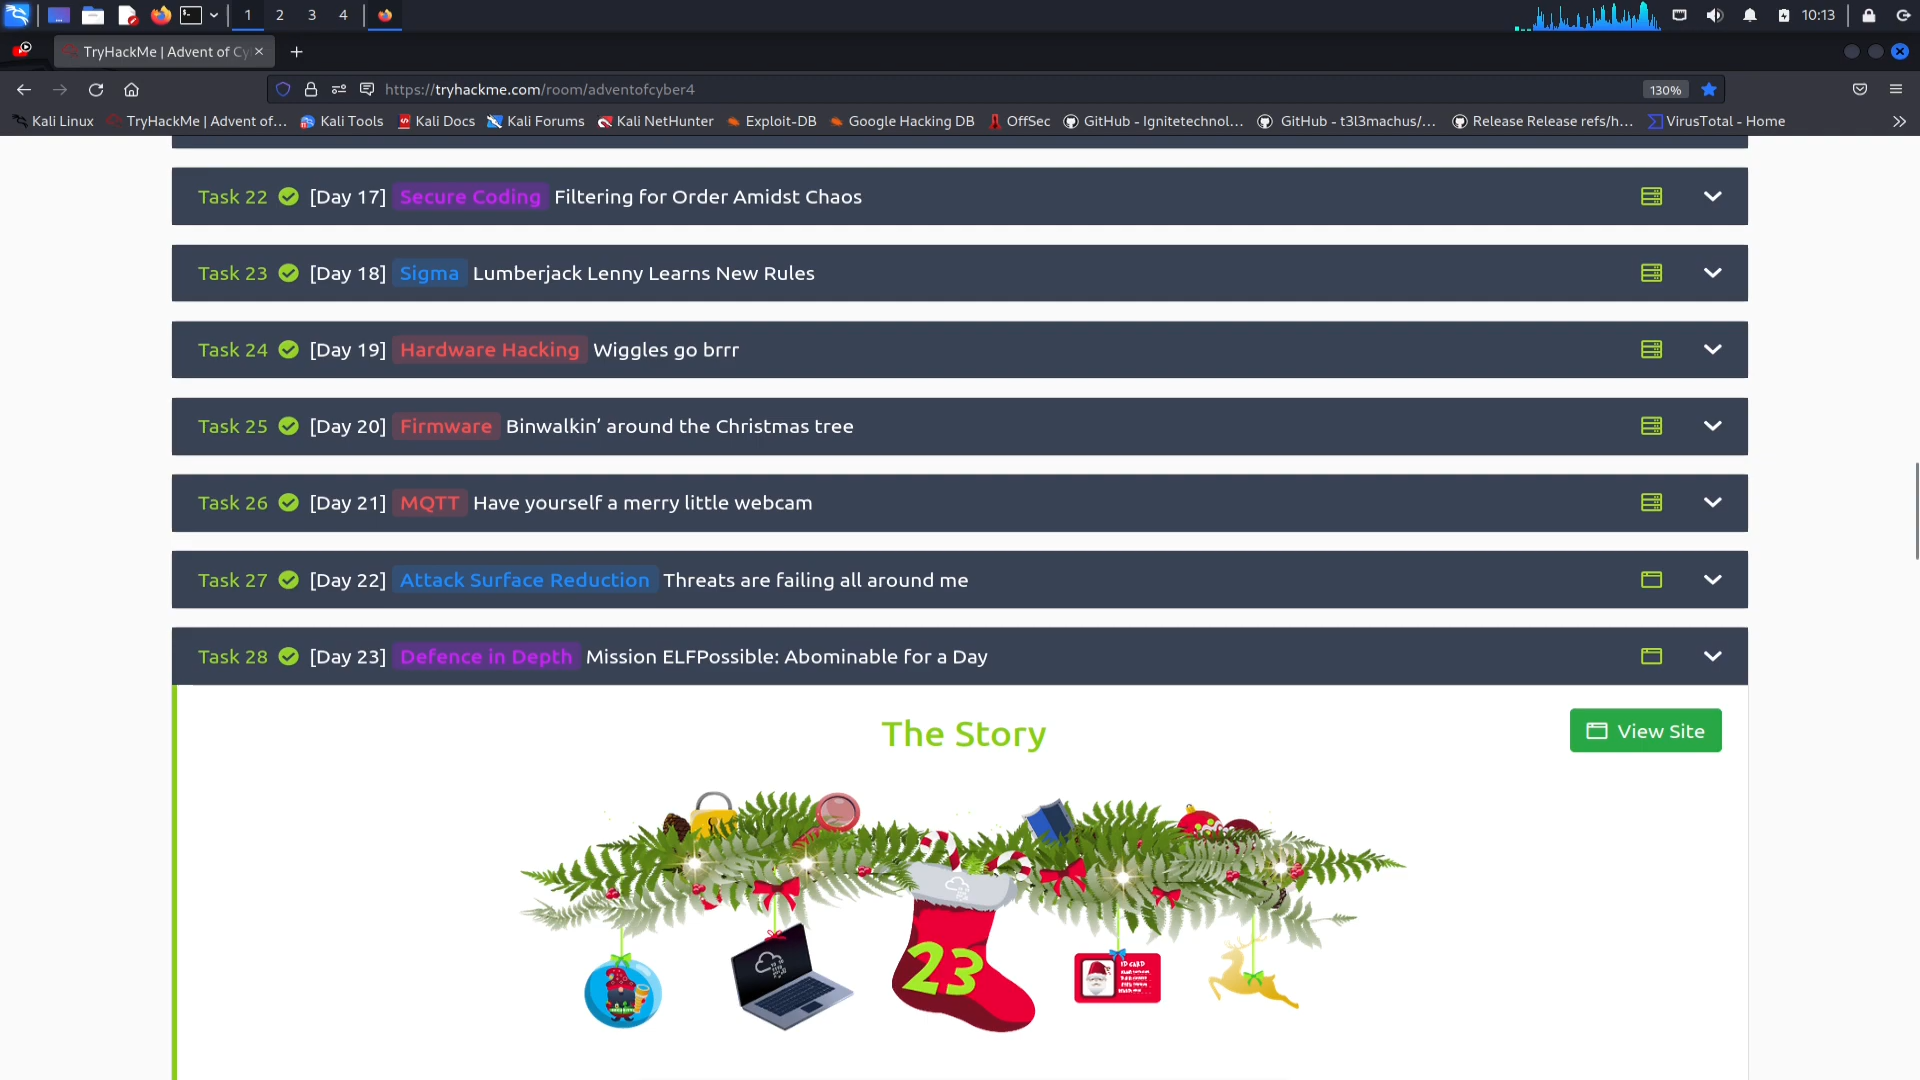 1 2 3 4 10:13
TryHackMe | Advent of Cy
https://tryhackme.com/room/adventofcyber4 130%
Kali Linux TryHackMe | Advent of... Kali Tools Kali Docs Kali Forums Kali NetHunter Exploit-DB Google Hacking DB OffSec GitHub - Ignitetechnol... GitHub - t3l3machus/... Release Release refs/h... VirusTotal - Home
Task 22 [Day 17] Secure Coding Filtering for Order Amidst Chaos
Task 23 [Day 18] Sigma Lumberjack Lenny Learns New Rules
Task 24 [Day 19] Hardware Hacking Wiggles go brrr
Task 25 [Day 20] Firmware Binwalkin’ around the Christmas tree
Task 26 [Day 21] MQTT Have yourself a merry little webcam
Task 27 [Day 22] Attack Surface Reduction Threats are failing all around me
Task 28 [Day 23] Defence in Depth Mission ELFPossible: Abominable for a Day
The Story
View Site
23
ID CARD